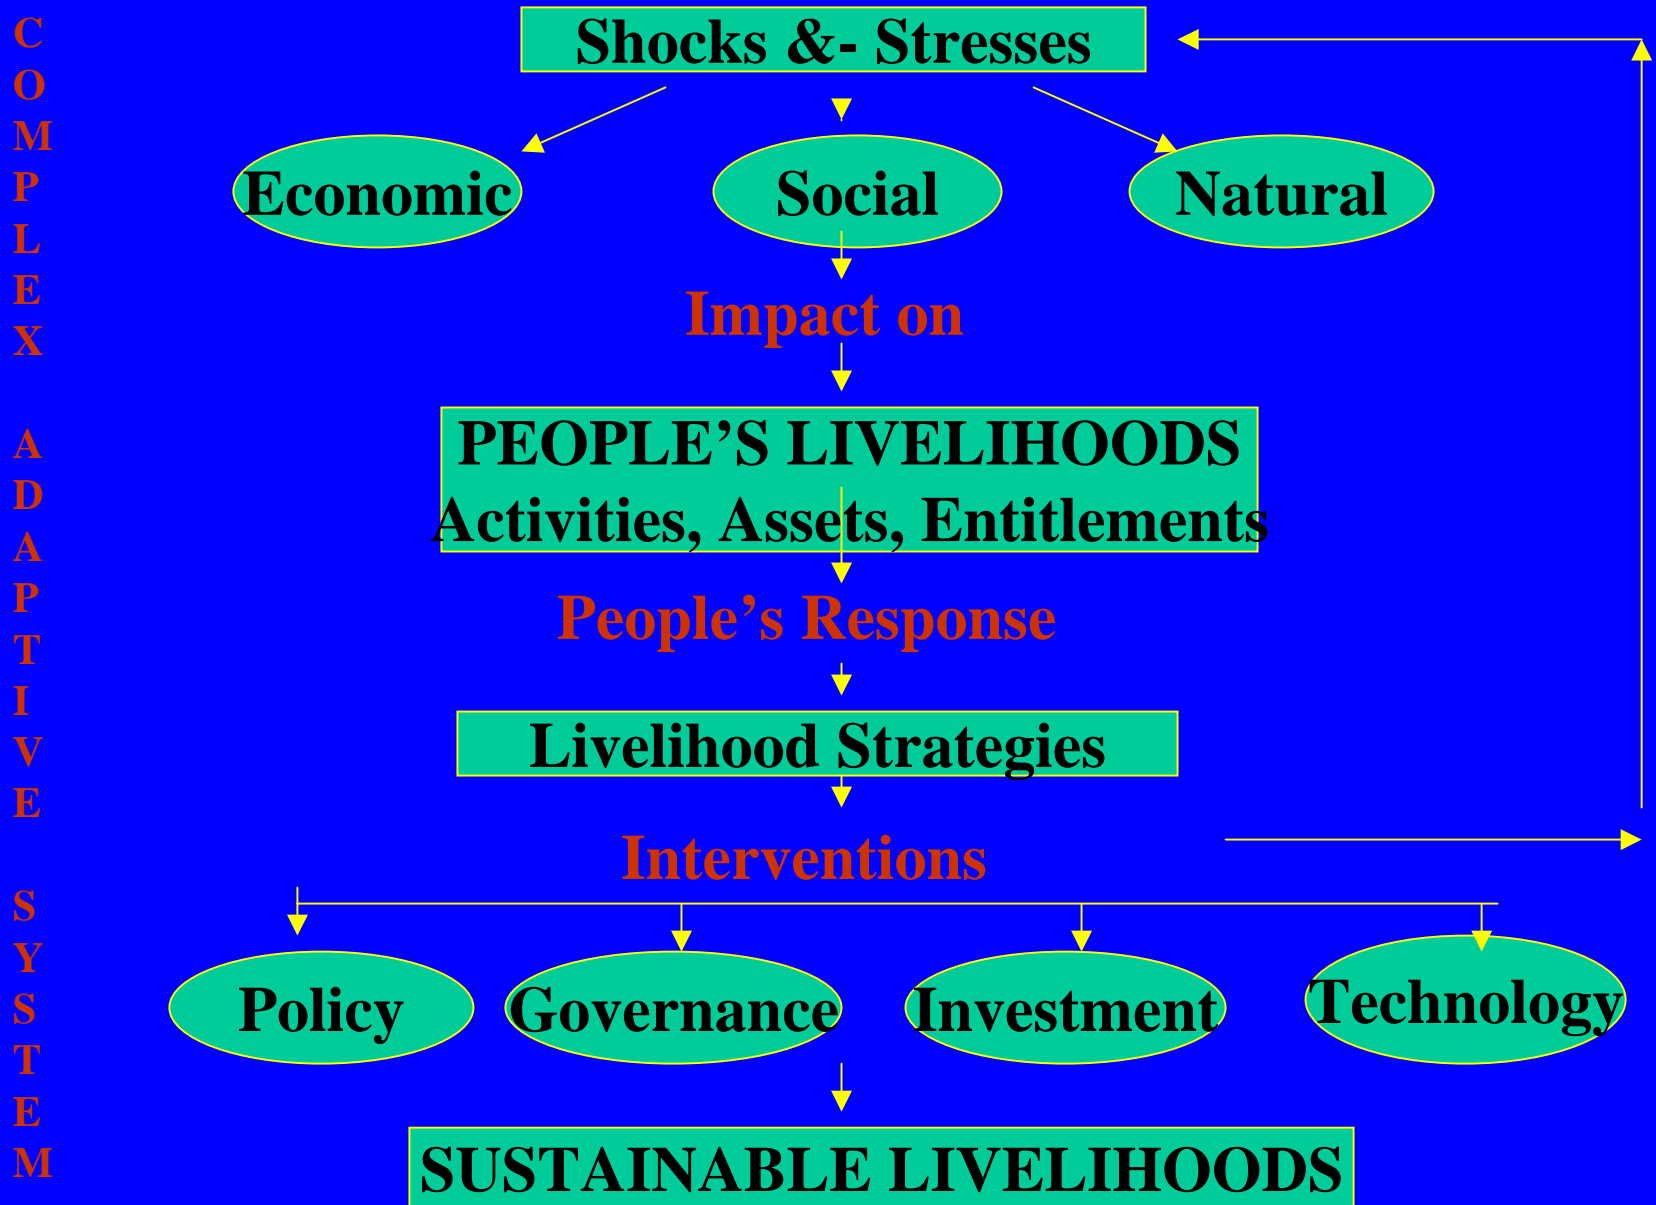 COMPLEX ADAPTIVE SYSTEM
Shocks &- Stresses
Economic
Social
Natural
Impact on
PEOPLE’S LIVELIHOODS
Activities, Assets, Entitlements
People’s Response
Livelihood Strategies
Interventions
Policy
Governance
Investment
Technology
SUSTAINABLE LIVELIHOODS